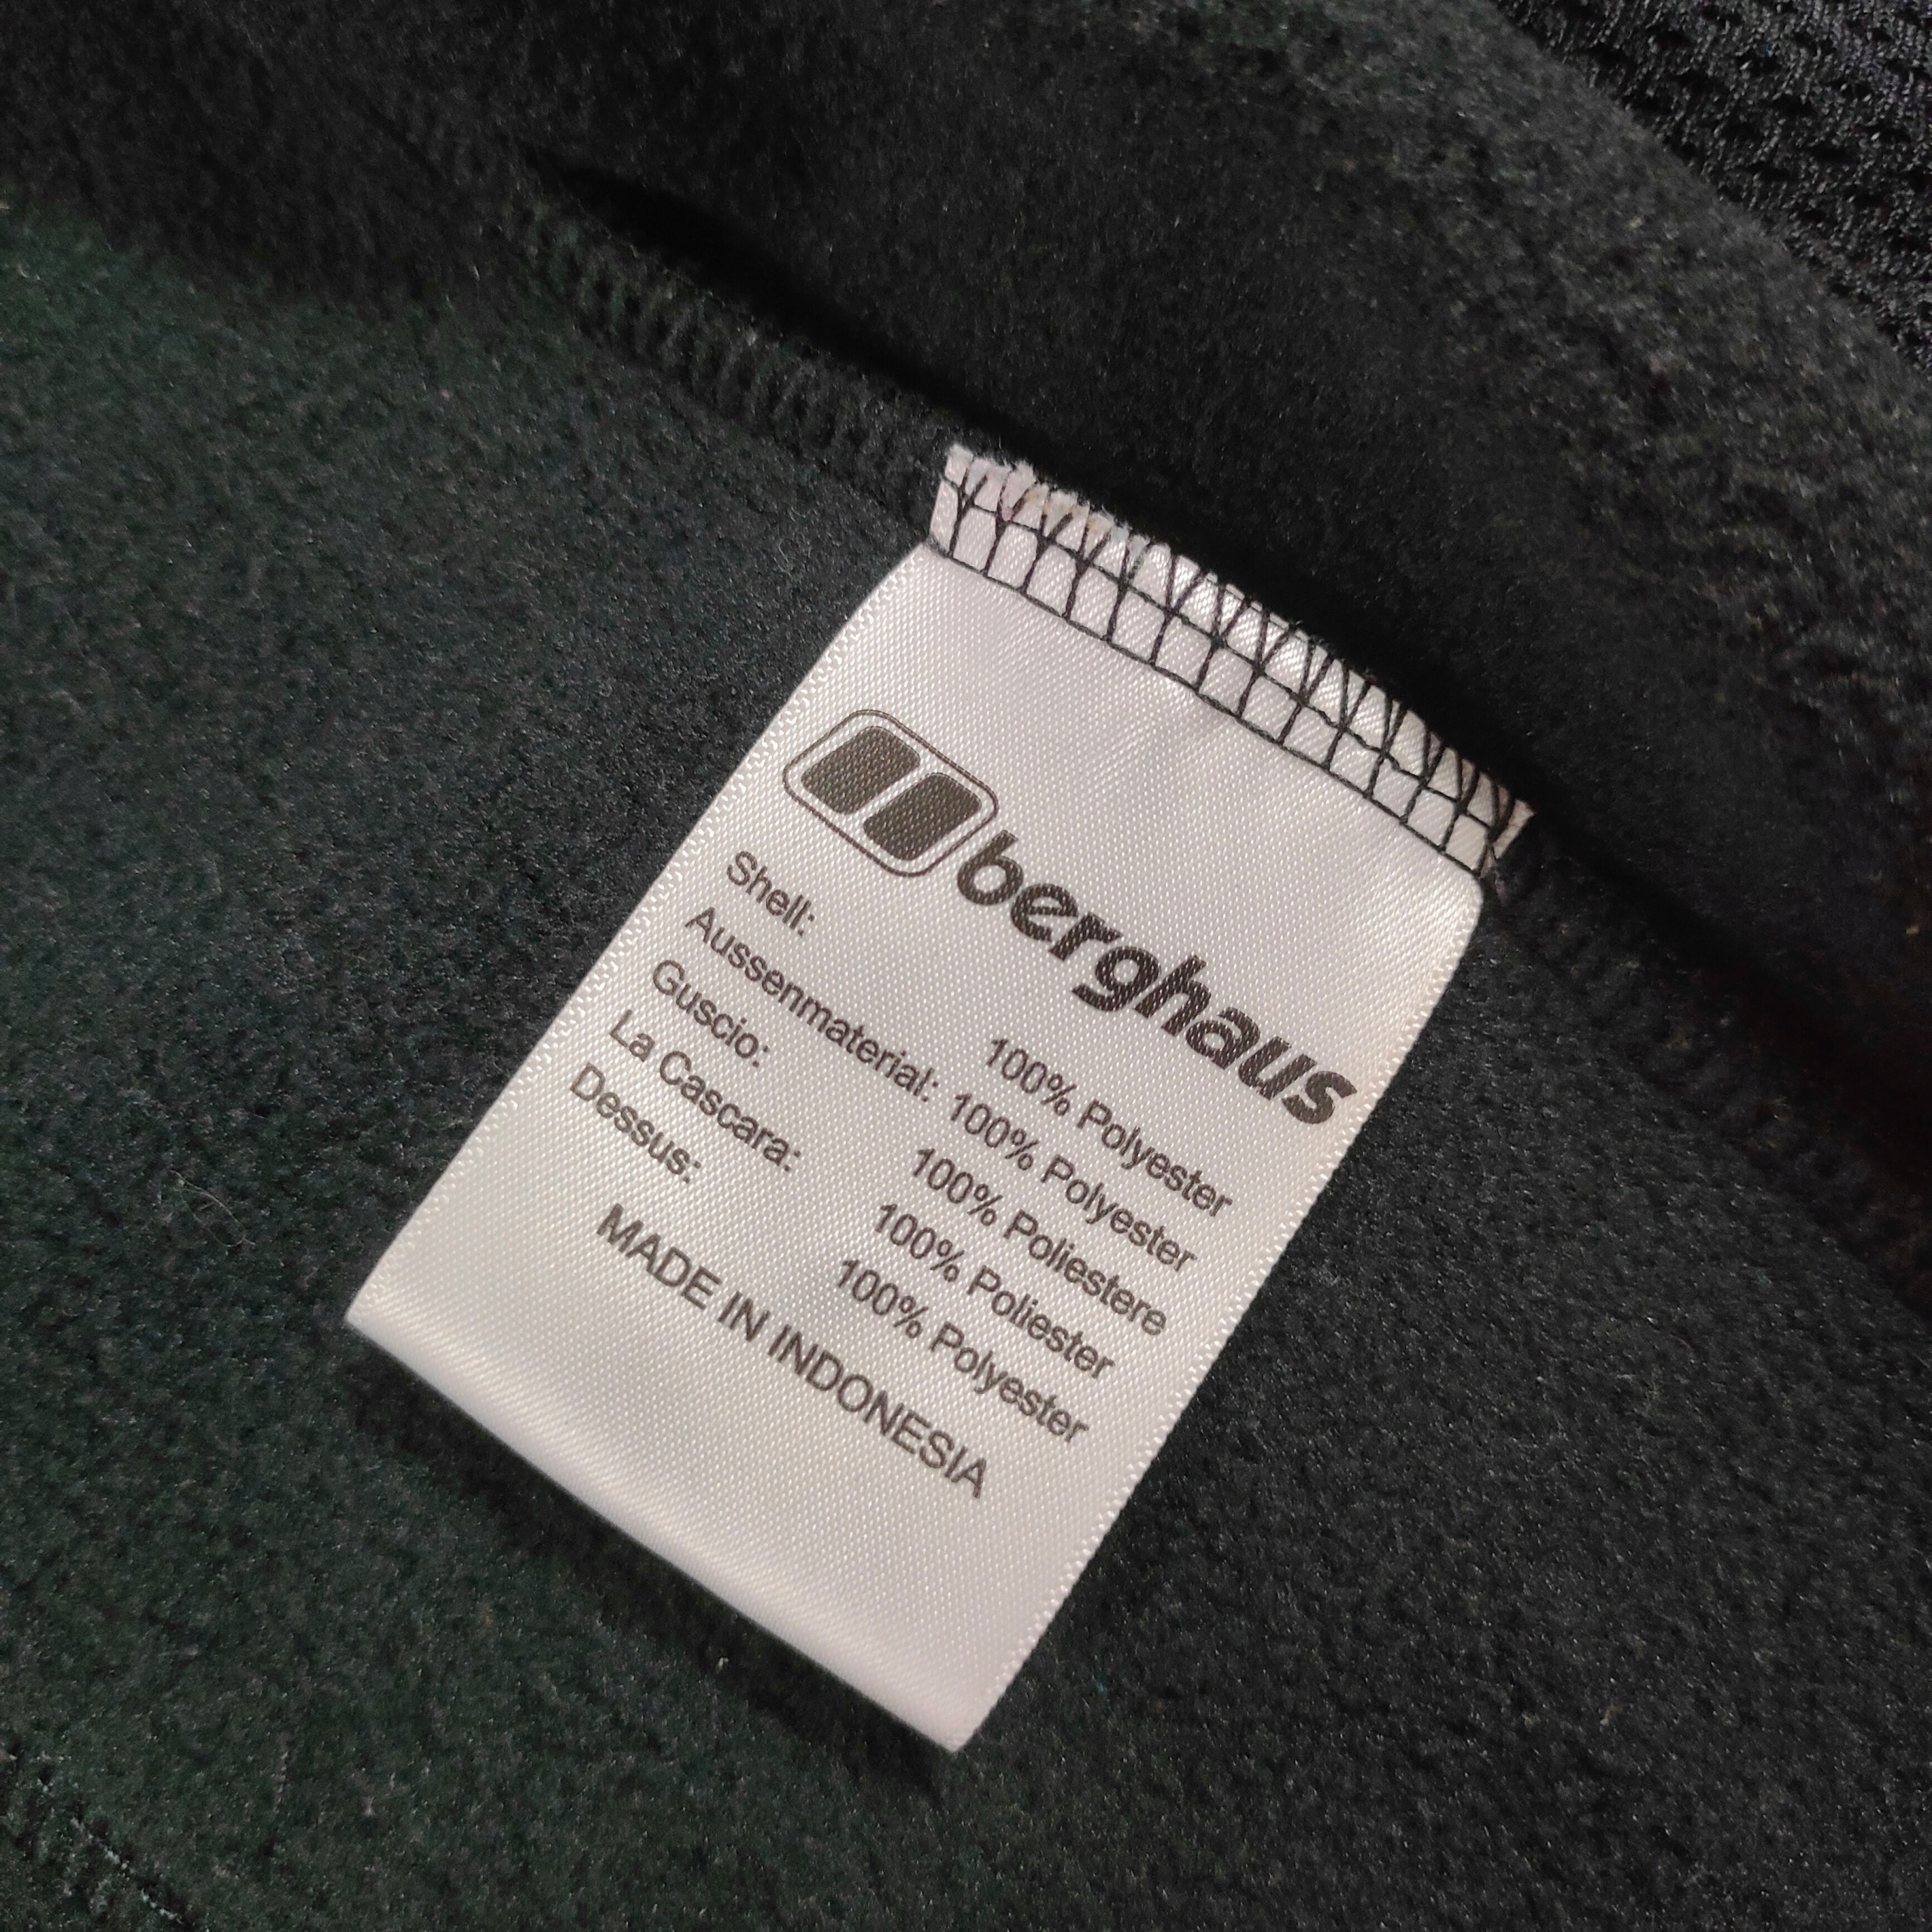 berghaus
Shell: 100% Polyester
Aussenmaterial: 100% Polyester
Guscio: 100% Poliestere
La Cascara: 100% Poliester
Dessus: 100% Polyester
MADE IN INDONESIA